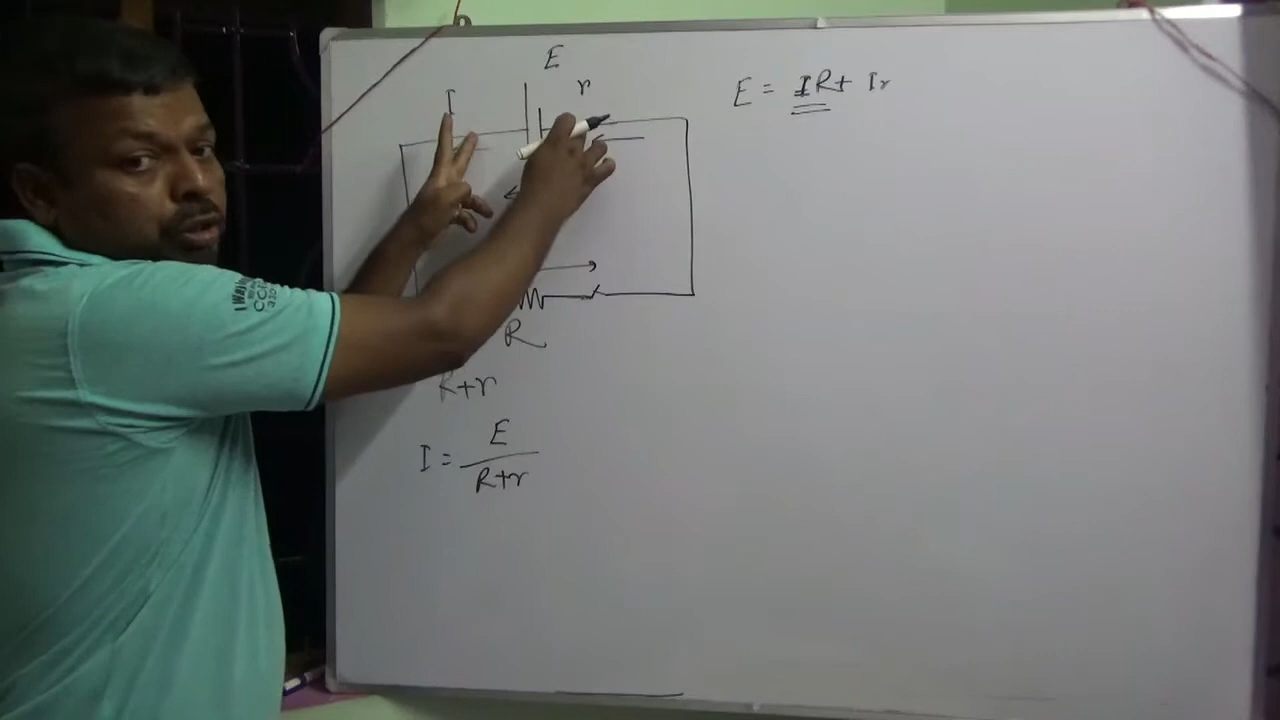 E
r
I
E = IR + Ir
R
R+r
I = E / R+r